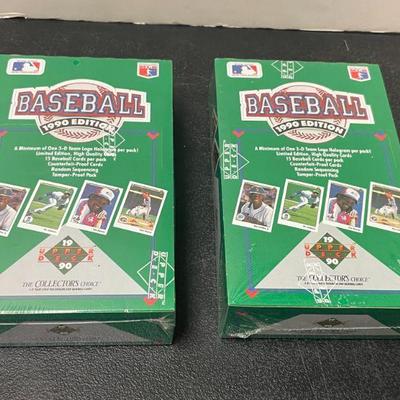 BASEBALL
1990 EDITION
A Minimum of One 3-D Team Logo Hologram per pack!
Limited Edition, High Quality Cards
15 Baseball Cards per pack
Counterfeit-Proof Cards
Random Sequencing
Tamper-Proof Pack
19 UPPER
DECK 90
THE COLLECTOR'S CHOICE
BASEBALL
1990 EDITION
A Minimum of One 3-D Team Logo Hologram per pack!
Limited Edition, High Quality Cards
15 Baseball Cards per pack
Counterfeit-Proof Cards
Random Sequencing
Tamper-Proof Pack
19 UPPER
DECK 90
THE COLLECTOR'S CHOICE